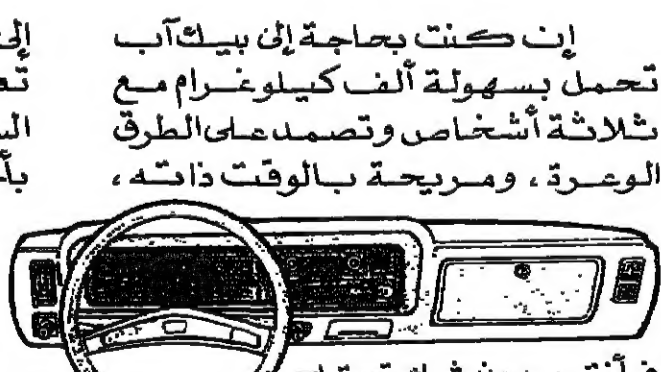 إن كنت بحاجة إلى بيك آب
تحمل بسهولة ألف كيلوغرام مع
ثلاثة أشخاص وتصمد على الطرق
الوعرة ، ومريحة بالوقت ذاته ،
إلى